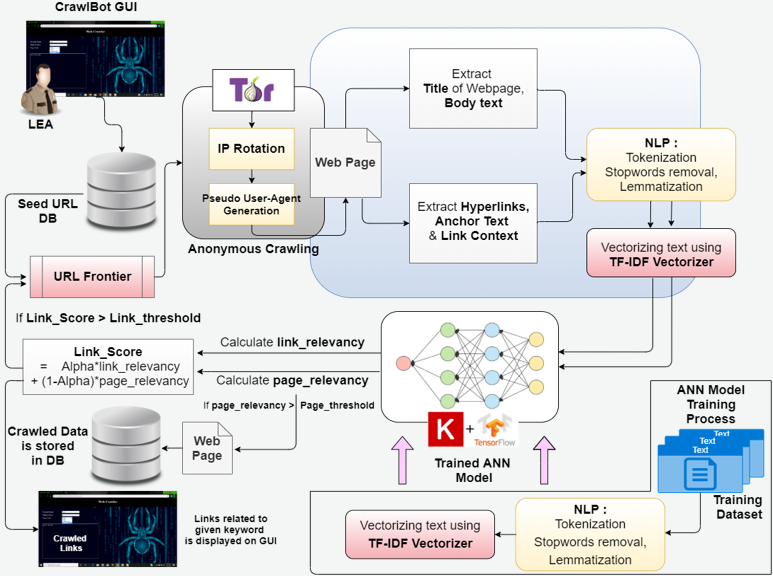 CrawlBot GUI
Web Crawler
LEA
Seed URL
DB
URL Frontier
Tor
IP Rotation
Pseudo User-Agent
Generation
Anonymous Crawling
Web Page
Extract
Title of Webpage,
Body text
Extract Hyperlinks,
Anchor Text
& Link Context
NLP :
Tokenization
Stopwords removal,
Lemmatization
Vectorizing text using
TF-IDF Vectorizer
If Link_Score > Link_threshold
Link_Score
= Alpha*link_relevancy
+ (1-Alpha)*page_relevancy
Calculate link_relevancy
Calculate page_relevancy
If page_relevancy > Page_threshold
K + TensorFlow
Trained ANN
Model
Crawled Data
is stored
in DB
Web
Page
Web Crawler
Crawled
Links
Links related to
given keyword
is displayed on GUI
ANN Model
Training
Process
Text
Text
Text
Training
Dataset
NLP :
Tokenization
Stopwords removal,
Lemmatization
Vectorizing text using
TF-IDF Vectorizer